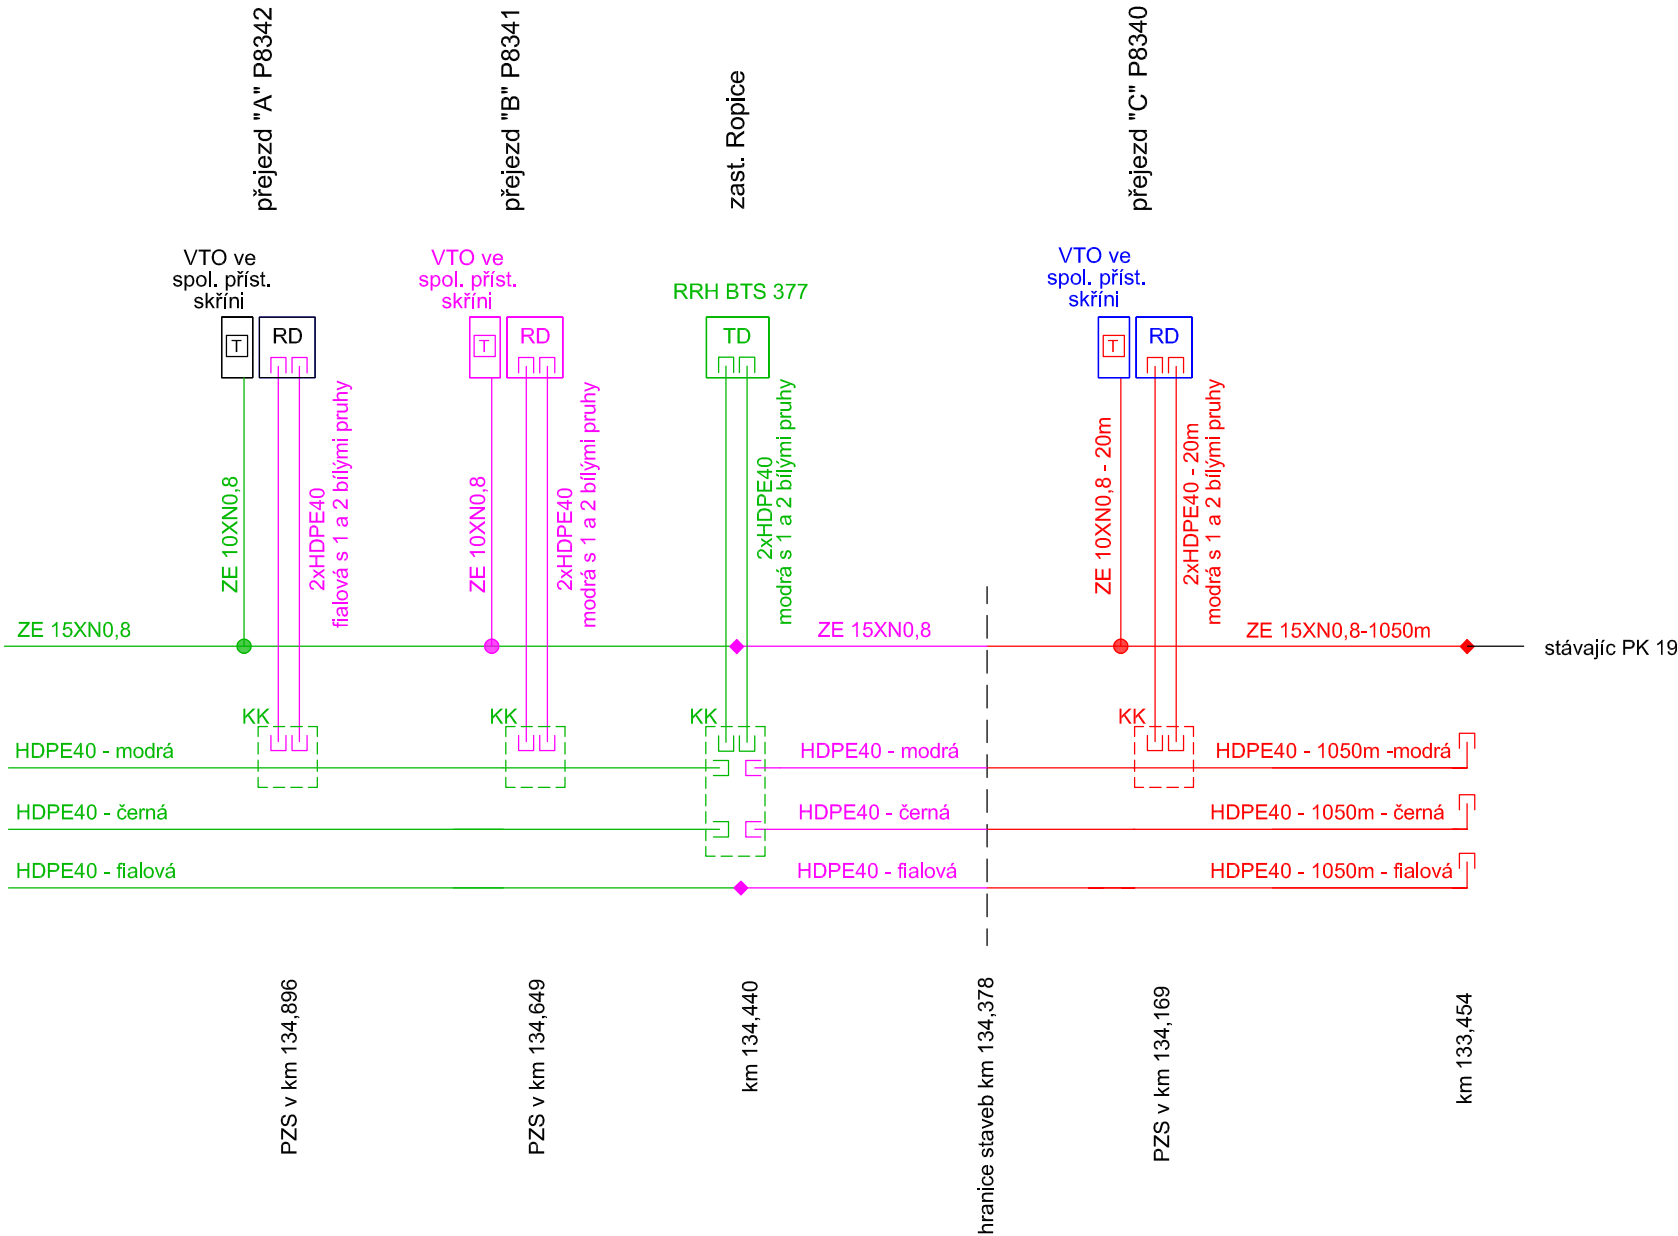 přejezd "A" P8342
přejezd "B" P8341
zast. Ropice
přejezd "C" P8340
VTO ve
spol. příst.
skříni
VTO ve
spol. příst.
skříni
RRH BTS 377
VTO ve
spol. příst.
skříni
T
RD
T
RD
TD
T
RD
ZE 10XN0,8
2xHDPE40
fialová s 1 a 2 bílými pruhy
ZE 10XN0,8
2xHDPE40
modrá s 1 a 2 bílými pruhy
2xHDPE40
modrá s 1 a 2 bílými pruhy
ZE 10XN0,8 - 20m
2xHDPE40 - 20m
modrá s 1 a 2 bílými pruhy
ZE 15XN0,8
ZE 15XN0,8
ZE 15XN0,8-1050m
stávajíc PK 19
KK
KK
KK
KK
HDPE40 - modrá
HDPE40 - modrá
HDPE40 - 1050m -modrá
HDPE40 - černá
HDPE40 - černá
HDPE40 - 1050m - černá
HDPE40 - fialová
HDPE40 - fialová
HDPE40 - 1050m - fialová
PZS v km 134,896
PZS v km 134,649
km 134,440
hranice staveb km 134,378
PZS v km 134,169
km 133,454